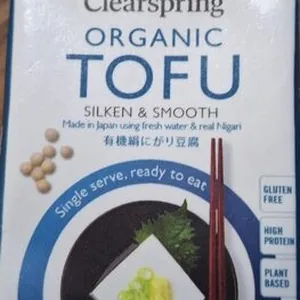 Clearspring
ORGANIC
TOFU
SILKEN & SMOOTH
Made in Japan using fresh water & real Nigari
有機絹にがり豆腐
Single serve, ready to eat
GLUTEN
FREE
HIGH
PROTEIN
PLANT
BASED